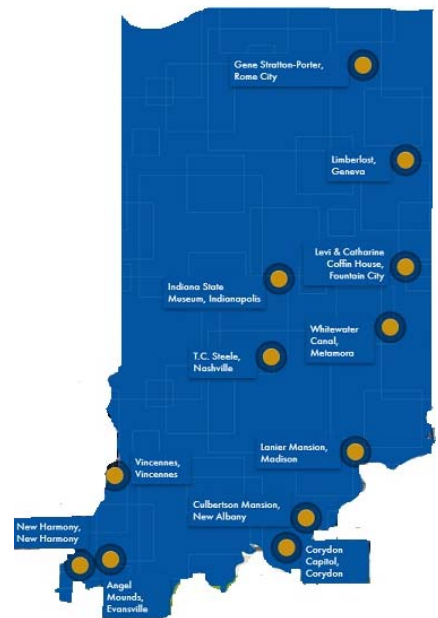 Gene Stratton-Porter,
Rome City
Limberlost,
Geneva
Levi & Catharine
Coffin House,
Fountain City
Indiana State
Museum, Indianapolis
Whitewater
Canal,
Metamora
T.C. Steele,
Nashville
Lanier Mansion,
Madison
Vincennes,
Vincennes
Culbertson Mansion,
New Albany
New Harmony,
New Harmony
Corydon
Capitol,
Corydon
Angel
Mounds,
Evansville